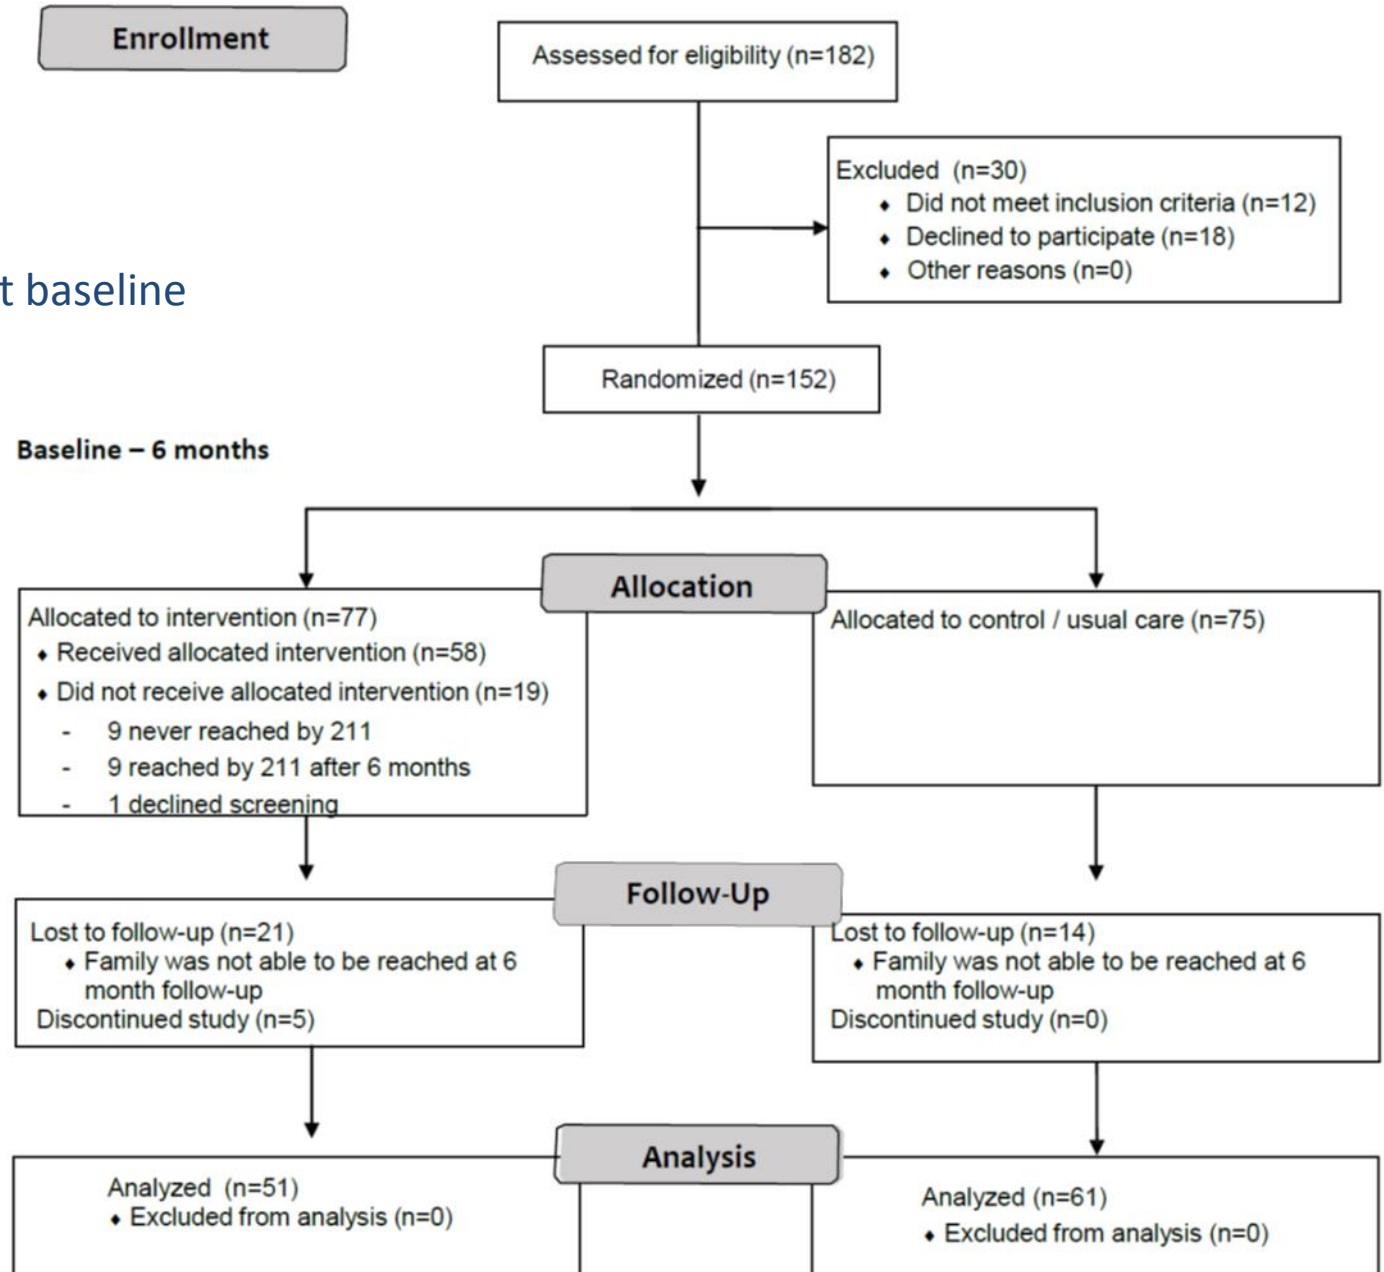 Enrollment
Assessed for eligibility (n=182)
Excluded (n=30)
♦ Did not meet inclusion criteria (n=12)
♦ Declined to participate (n=18)
♦ Other reasons (n=0)
t baseline
Randomized (n=152)
Baseline – 6 months
Allocation
Allocated to intervention (n=77)
♦ Received allocated intervention (n=58)
♦ Did not receive allocated intervention (n=19)
- 9 never reached by 211
- 9 reached by 211 after 6 months
- 1 declined screening
Allocated to control / usual care (n=75)
Follow-Up
Lost to follow-up (n=21)
♦ Family was not able to be reached at 6
month follow-up
Discontinued study (n=5)
Lost to follow-up (n=14)
♦ Family was not able to be reached at 6
month follow-up
Discontinued study (n=0)
Analysis
Analyzed (n=51)
♦ Excluded from analysis (n=0)
Analyzed (n=61)
♦ Excluded from analysis (n=0)